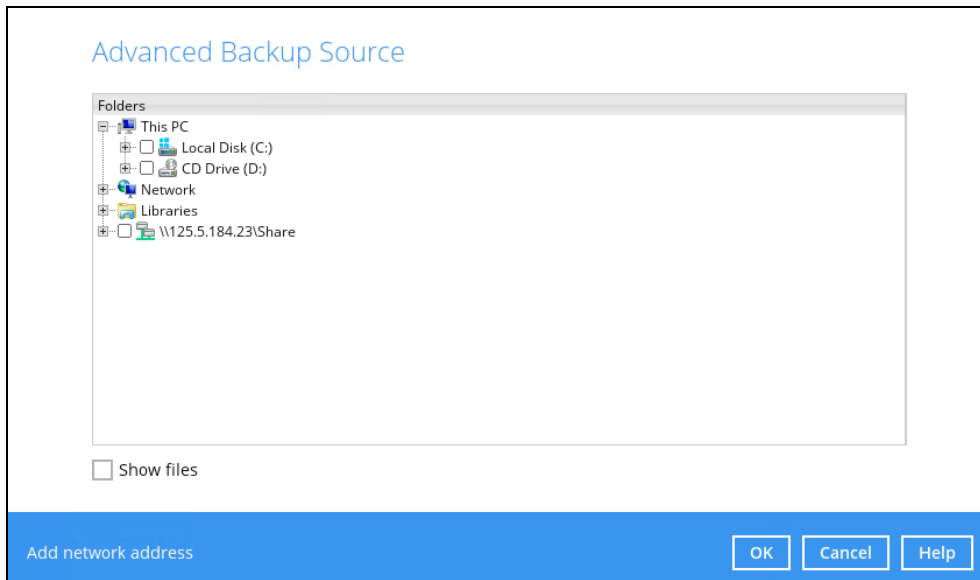 Advanced Backup Source
Folders
This PC
Local Disk (C:)
CD Drive (D:)
Network
Libraries
\\125.5.184.23\Share
Show files
Add network address
OK
Cancel
Help